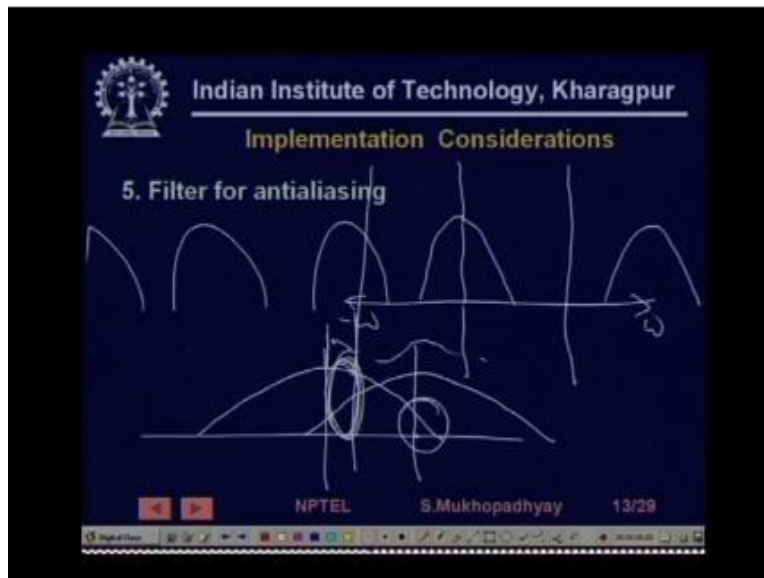 Indian Institute of Technology, Kharagpur
Implementation Considerations
5. Filter for antialiasing
-ω
ω
NPTEL S.Mukhopadhyay 13/29